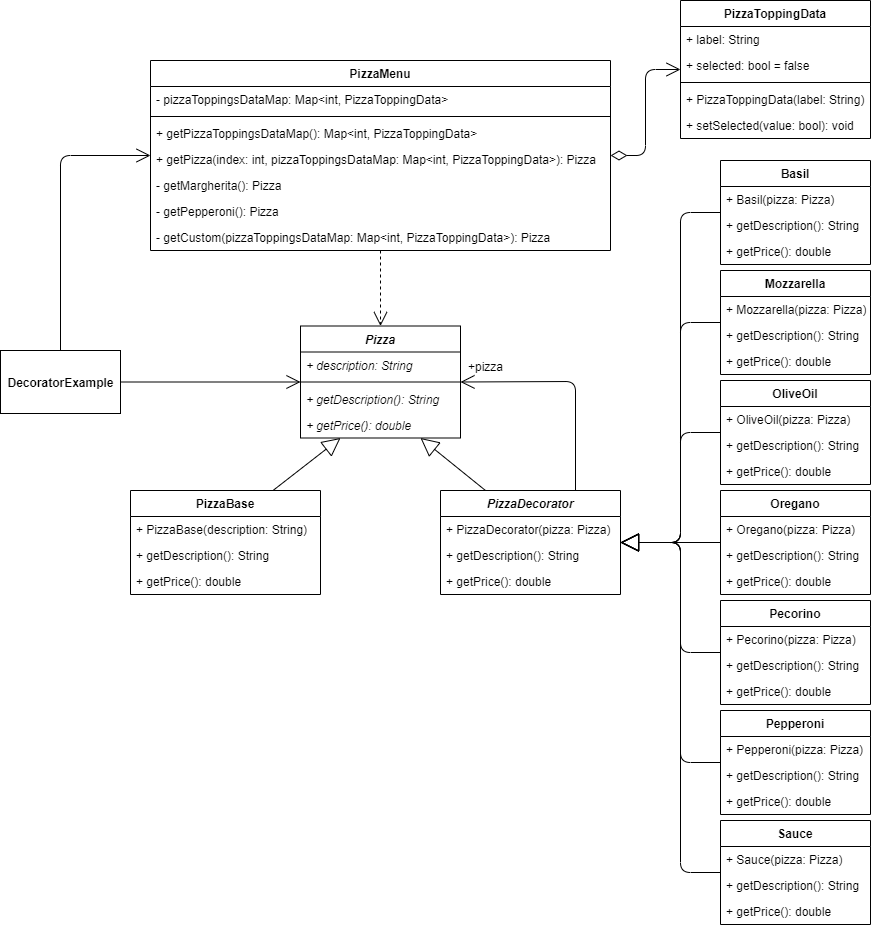 PizzaToppingData
+ label: String
+ selected: bool = false
+ PizzaToppingData(label: String)
+ setSelected(value: bool): void
PizzaMenu
- pizzaToppingsDataMap: Map<int, PizzaToppingData>
+ getPizzaToppingsDataMap(): Map<int, PizzaToppingData>
+ getPizza(index: int, pizzaToppingsDataMap: Map<int, PizzaToppingData>): Pizza
- getMargherita(): Pizza
- getPepperoni(): Pizza
- getCustom(pizzaToppingsDataMap: Map<int, PizzaToppingData>): Pizza
DecoratorExample
Pizza
+ description: String
+ getDescription(): String
+ getPrice(): double
+pizza
PizzaBase
+ PizzaBase(description: String)
+ getDescription(): String
+ getPrice(): double
PizzaDecorator
+ PizzaDecorator(pizza: Pizza)
+ getDescription(): String
+ getPrice(): double
Basil
+ Basil(pizza: Pizza)
+ getDescription(): String
+ getPrice(): double
Mozzarella
+ Mozzarella(pizza: Pizza)
+ getDescription(): String
+ getPrice(): double
OliveOil
+ OliveOil(pizza: Pizza)
+ getDescription(): String
+ getPrice(): double
Oregano
+ Oregano(pizza: Pizza)
+ getDescription(): String
+ getPrice(): double
Pecorino
+ Pecorino(pizza: Pizza)
+ getDescription(): String
+ getPrice(): double
Pepperoni
+ Pepperoni(pizza: Pizza)
+ getDescription(): String
+ getPrice(): double
Sauce
+ Sauce(pizza: Pizza)
+ getDescription(): String
+ getPrice(): double